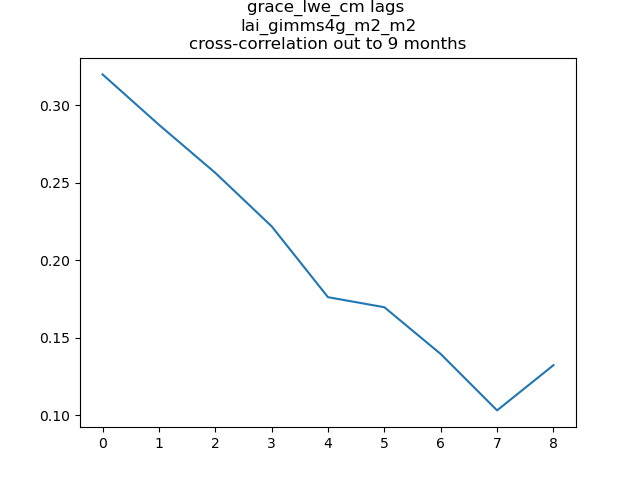 grace_lwe_cm lags
lai_gimms4g_m2_m2
cross-correlation out to 9 months
0.30
0.25
0.20
0.15
0.10
0 1 2 3 4 5 6 7 8